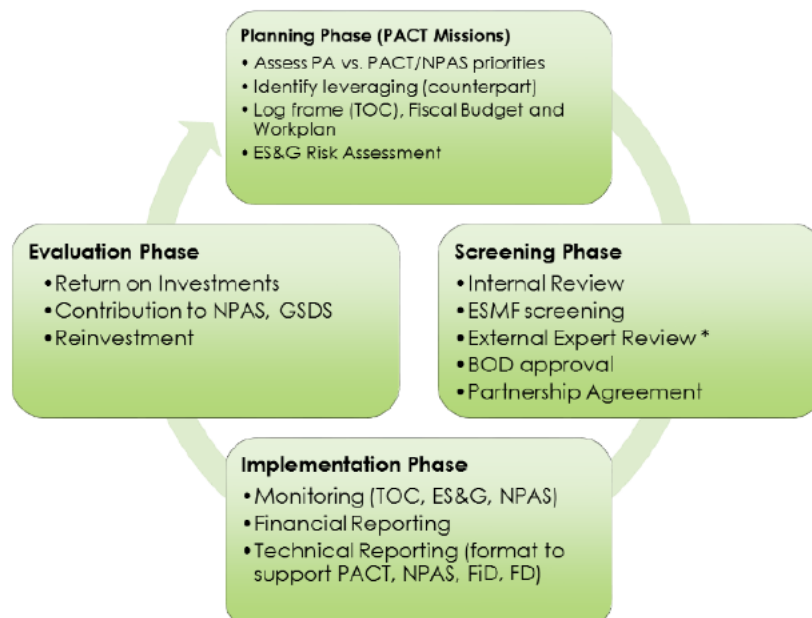 Planning Phase (PACT Missions)
• Assess PA vs. PACT/NPAS priorities
• Identify leveraging (counterpart)
• Log frame (TOC), Fiscal Budget and
Workplan
• ES&G Risk Assessment
Evaluation Phase
• Return on Investments
• Contribution to NPAS, GSDS
• Reinvestment
Screening Phase
• Internal Review
• ESMF screening
• External Expert Review *
• BOD approval
• Partnership Agreement
Implementation Phase
• Monitoring (TOC, ES&G, NPAS)
• Financial Reporting
• Technical Reporting (format to
support PACT, NPAS, FiD, FD)